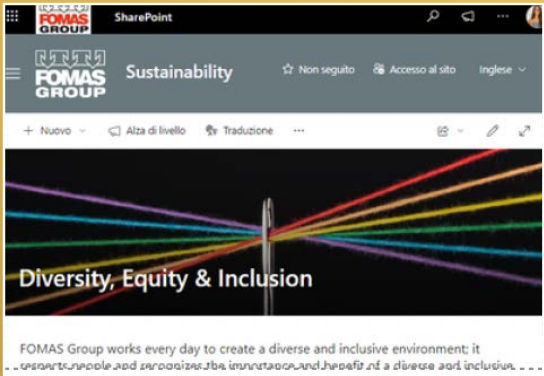 FOMAS
GROUP
SharePoint
FOMAS
GROUP
Sustainability
Non seguito
Accesso al sito
Inglese
Nuovo
Alza di livello
Traduzione
Diversity, Equity & Inclusion
FOMAS Group works every day to create a diverse and inclusive environment; it
respects people and recognizes the importance and benefit of a diverse and inclusive